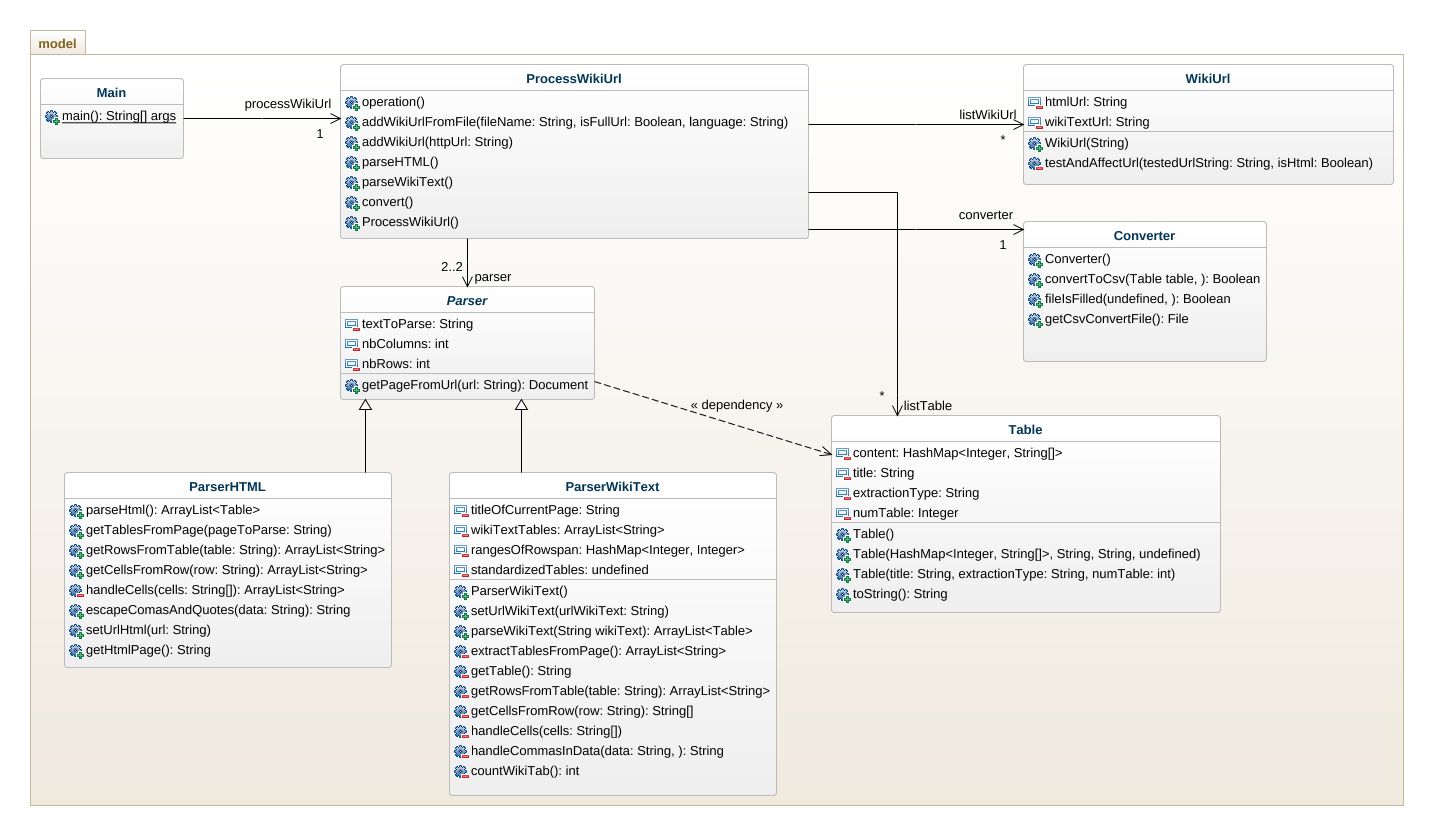 model
Main
main(): String[] args
processWikiUrl
1
ProcessWikiUrl
operation()
addWikiUrlFromFile(fileName: String, isFullUrl: Boolean, language: String)
addWikiUrl(httpUrl: String)
parseHTML()
parseWikiText()
convert()
ProcessWikiUrl()
listWikiUrl
*
WikiUrl
htmlUrl: String
wikiTextUrl: String
WikiUrl(String)
testAndAffectUrl(testedUrlString: String, isHtml: Boolean)
converter
1
Converter
Converter()
convertToCsv(Table table, ): Boolean
fileIsFilled(undefined, ): Boolean
getCsvConvertFile(): File
2..2
parser
Parser
textToParse: String
nbColumns: int
nbRows: int
getPageFromUrl(url: String): Document
« dependency »
*
listTable
Table
content: HashMap<Integer, String[]>
title: String
extractionType: String
numTable: Integer
Table()
Table(HashMap<Integer, String[]>, String, String, undefined)
Table(title: String, extractionType: String, numTable: int)
toString(): String
ParserHTML
parseHtml(): ArrayList<Table>
getTablesFromPage(pageToParse: String)
getRowsFromTable(table: String): ArrayList<String>
getCellsFromRow(row: String): ArrayList<String>
handleCells(cells: String[]): ArrayList<String>
escapeComasAndQuotes(data: String): String
setUrlHtml(url: String)
getHtmlPage(): String
ParserWikiText
titleOfCurrentPage: String
wikiTextTables: ArrayList<String>
rangesOfRowspan: HashMap<Integer, Integer>
standardizedTables: undefined
ParserWikiText()
setUrlWikiText(urlWikiText: String)
parseWikiText(String wikiText): ArrayList<Table>
extractTablesFromPage(): ArrayList<String>
getTable(): String
getRowsFromTable(table: String): ArrayList<String>
getCellsFromRow(row: String): String[]
handleCells(cells: String[])
handleCommasInData(data: String, ): String
countWikiTab(): int